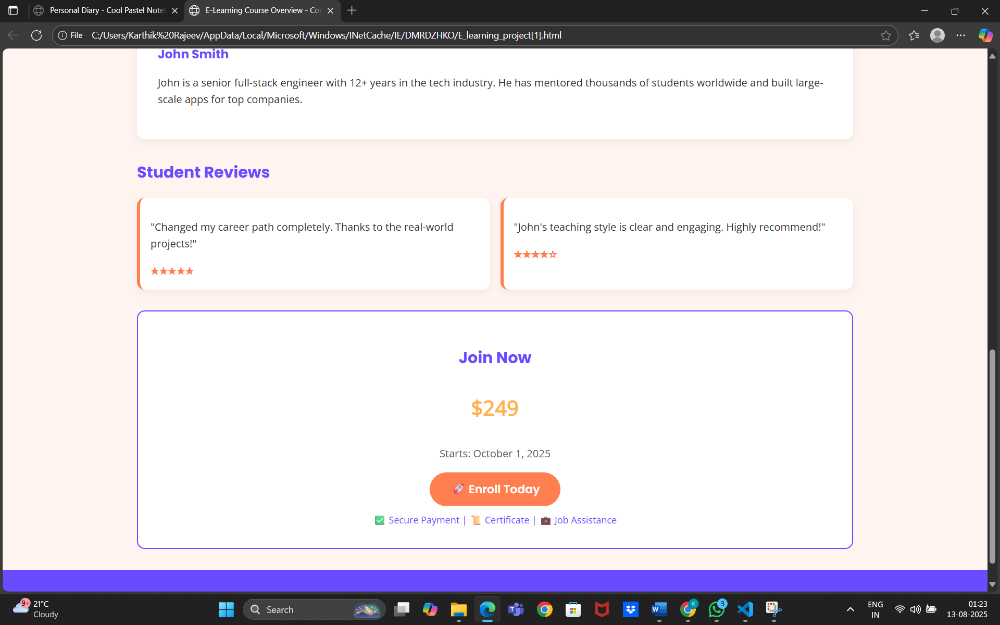 Personal Diary - Cool Pastel Note
E-Learning Course Overview - Co
File
C:/Users/Karthik%20Rajeev/AppData/Local/Microsoft/Windows/INetCache/IE/DMRDZHKO/E_learning_project[1].html
John Smith
John is a senior full-stack engineer with 12+ years in the tech industry. He has mentored thousands of students worldwide and built large-
scale apps for top companies.
Student Reviews
"Changed my career path completely. Thanks to the real-world
projects!"
★★★★★
"John's teaching style is clear and engaging. Highly recommend!"
★★★★☆
Join Now
$249
Starts: October 1, 2025
🚀 Enroll Today
✅ Secure Payment | 📜 Certificate | 💼 Job Assistance
9+
21°C
Cloudy
Search
K
3
ENG
IN
01:23
13-08-2025